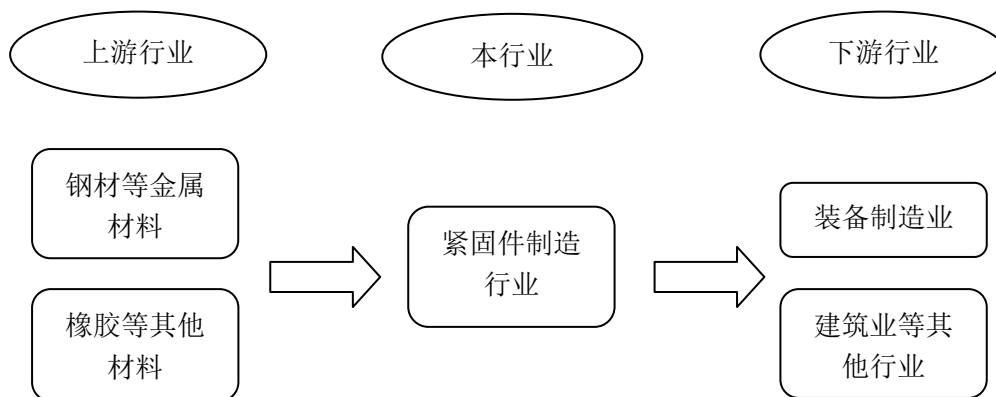 上游行业
本行业
下游行业
钢材等金属
材料
橡胶等其他
材料
紧固件制造
行业
装备制造业
建筑业等其
他行业